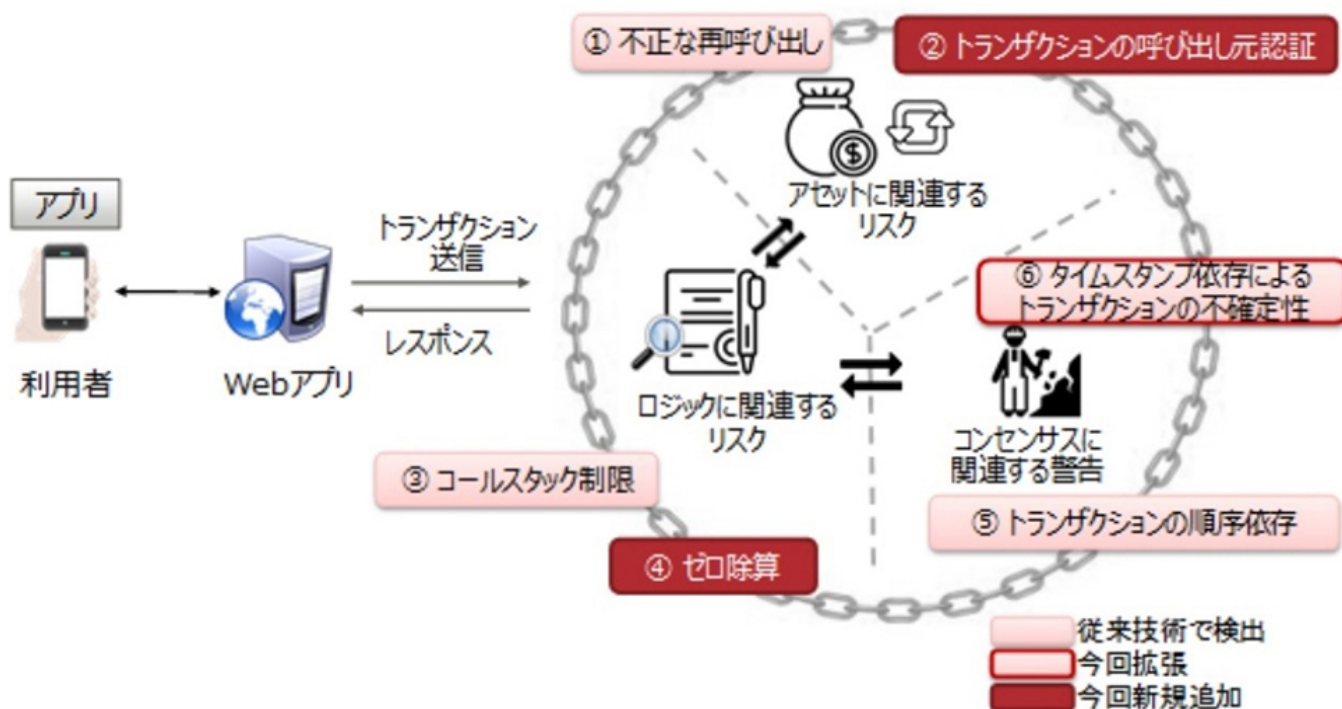 ① 不正な再呼び出し
② トランザクションの呼び出し元認証
アセットに関連する
リスク
アプリ
トランザクション
送信
レスポンス
利用者
Webアプリ
⑥ タイムスタンプ依存による
トランザクションの不確定性
ロジックに関連する
リスク
コンセンサスに
関連する警告
③ コールスタック制限
⑤ トランザクションの順序依存
④ ゼロ除算
従来技術で検出
今回拡張
今回新規追加